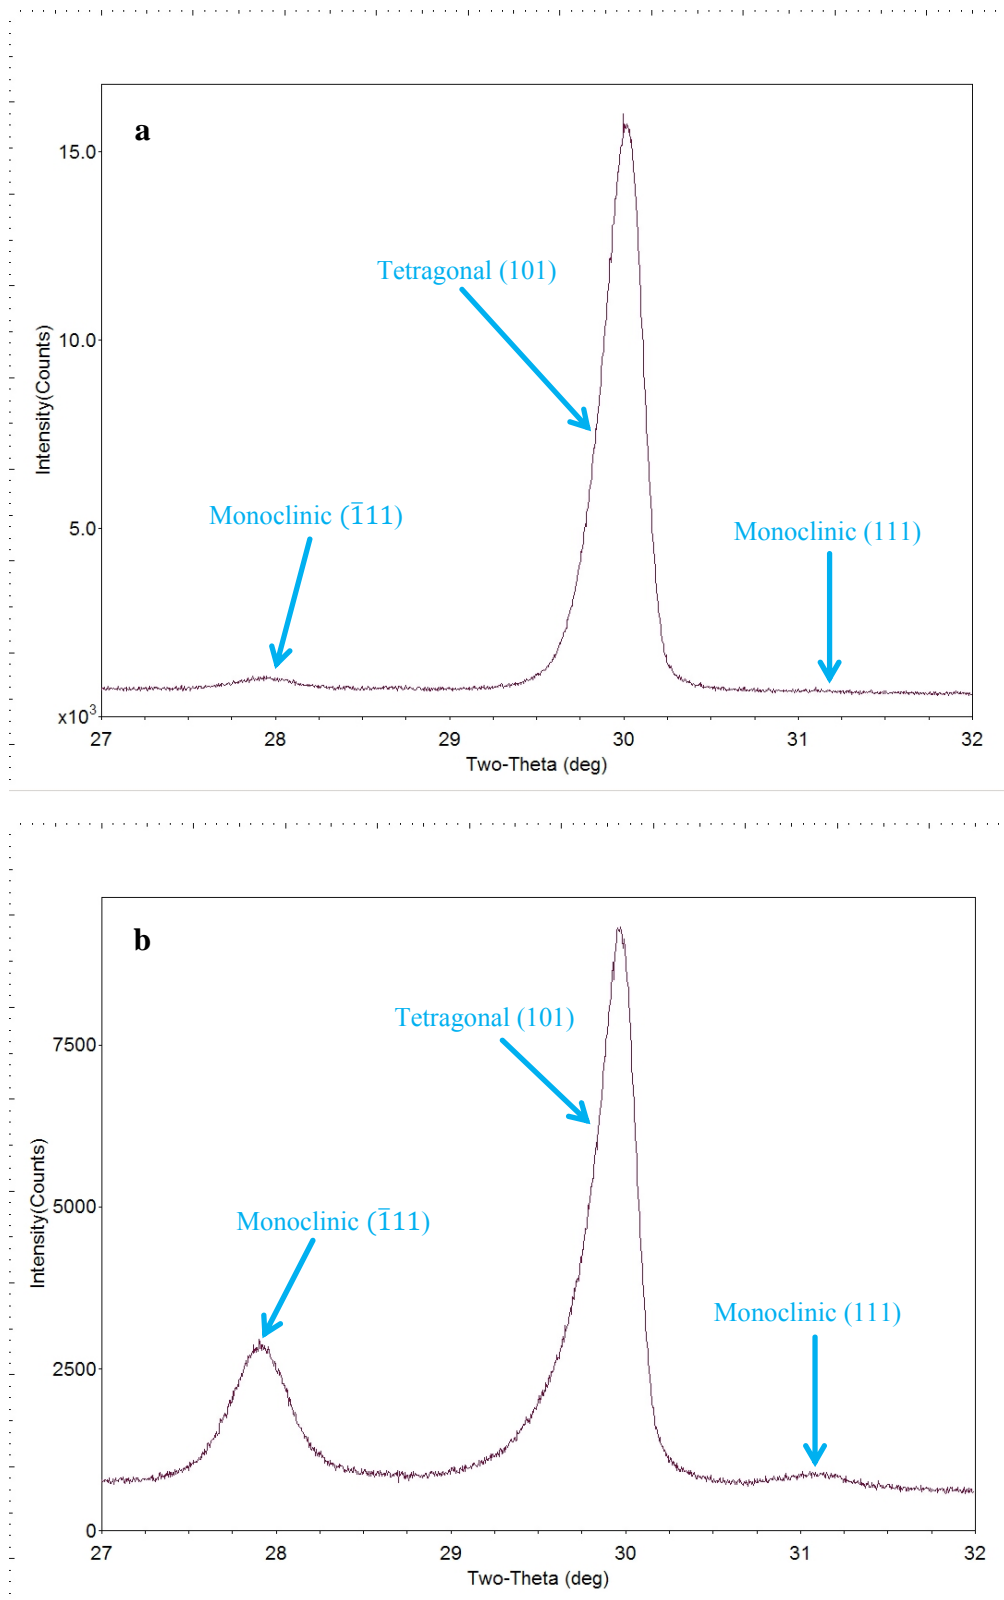 a
15.0
Tetragonal (101)
10.0
Intensity(Counts)
Monoclinic (1̅11)
5.0
Monoclinic (111)
x10³
27 28 29 30 31 32
Two-Theta (deg)
b
Tetragonal (101)
7500
Intensity(Counts)
5000
Monoclinic (1̅11)
Monoclinic (111)
2500
0
27 28 29 30 31 32
Two-Theta (deg)